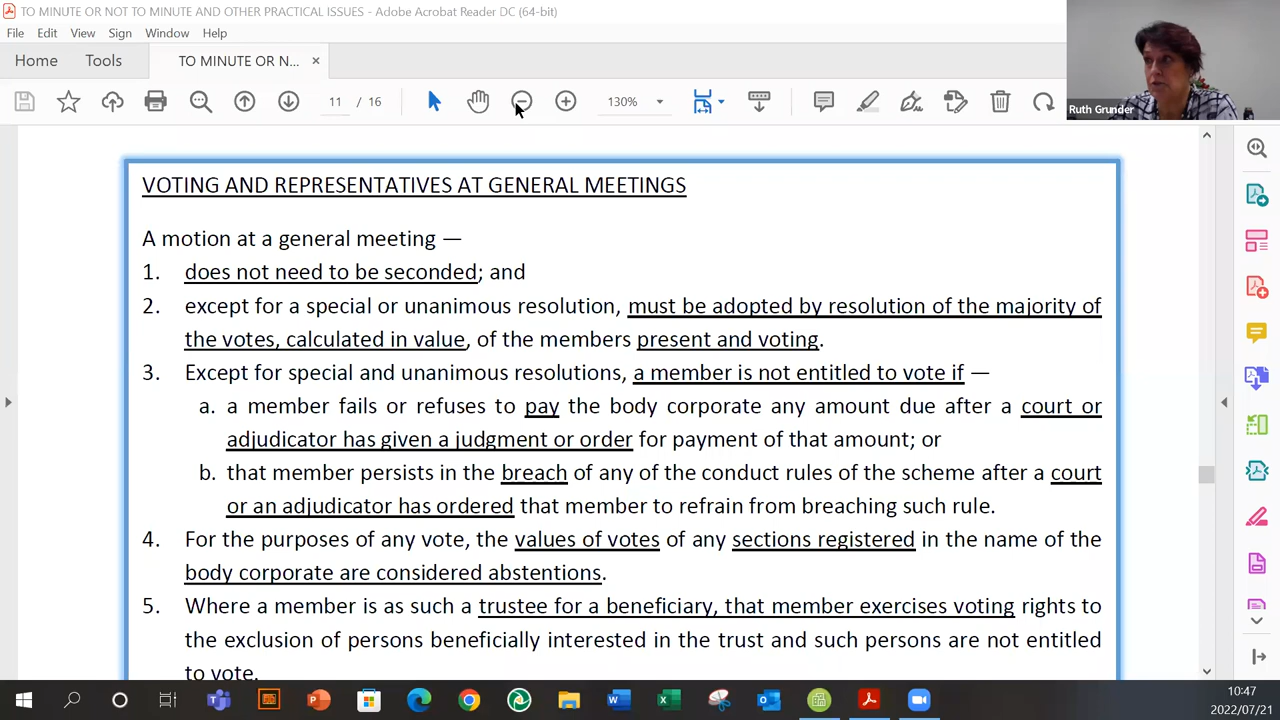 TO MINUTE OR NOT TO MINUTE AND OTHER PRACTICAL ISSUES - Adobe Acrobat Reader DC (64-bit)
File Edit View Sign Window Help
Home Tools TO MINUTE OR N... ×
11 / 16 130%
Ruth Grunder
VOTING AND REPRESENTATIVES AT GENERAL MEETINGS
A motion at a general meeting —
1. does not need to be seconded; and
2. except for a special or unanimous resolution, must be adopted by resolution of the majority of
the votes, calculated in value, of the members present and voting.
3. Except for special and unanimous resolutions, a member is not entitled to vote if —
a. a member fails or refuses to pay the body corporate any amount due after a court or
adjudicator has given a judgment or order for payment of that amount; or
b. that member persists in the breach of any of the conduct rules of the scheme after a court
or an adjudicator has ordered that member to refrain from breaching such rule.
4. For the purposes of any vote, the values of votes of any sections registered in the name of the
body corporate are considered abstentions.
5. Where a member is as such a trustee for a beneficiary, that member exercises voting rights to
the exclusion of persons beneficially interested in the trust and such persons are not entitled
to vote.
10:47
2022/07/21